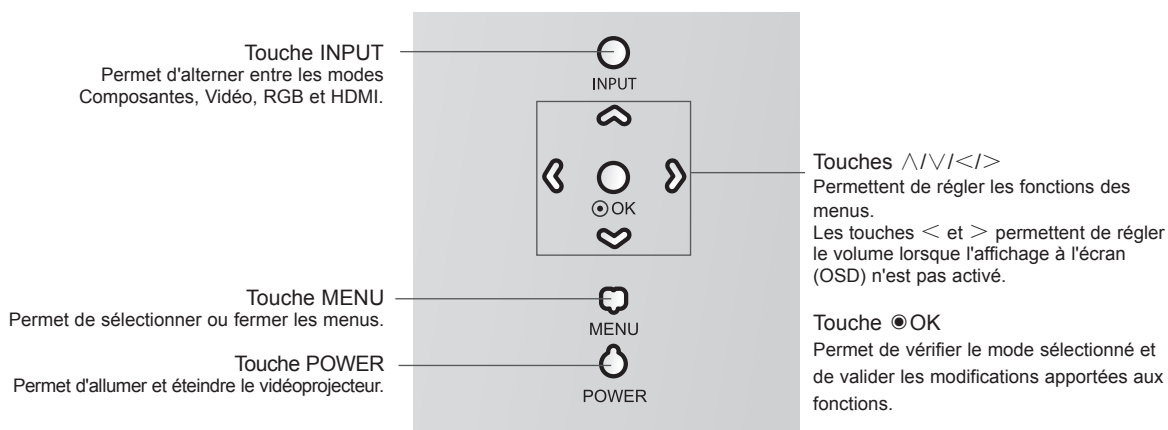 Touche INPUT
Permet d'alterner entre les modes
Composantes, Vidéo, RGB et HDMI.
Touche MENU
Permet de sélectionner ou fermer les menus.
Touche POWER
Permet d'allumer et éteindre le vidéoprojecteur.
INPUT
◉OK
MENU
POWER
Touches ∧/∨/＜/＞
Permettent de régler les fonctions des
menus.
Les touches ＜ et ＞ permettent de régler
le volume lorsque l'affichage à l'écran
(OSD) n'est pas activé.
Touche ◉OK
Permet de vérifier le mode sélectionné et
de valider les modifications apportées aux
fonctions.